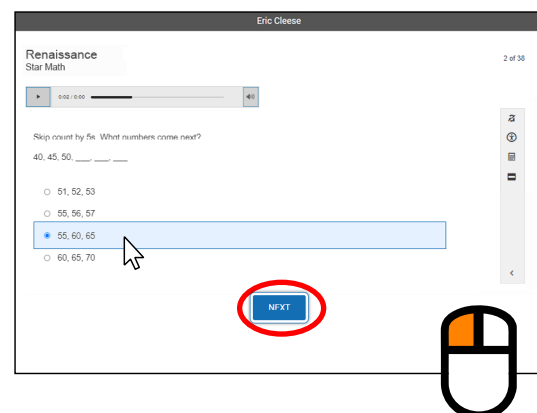 Eric Cleese
Renaissance
Star Math
2 of 38
0:02 / 0:00
Skip count by 5s. What numbers come next?
40, 45, 50, ___, ___, ___
51, 52, 53
55, 56, 57
55, 60, 65
60, 65, 70
NEXT